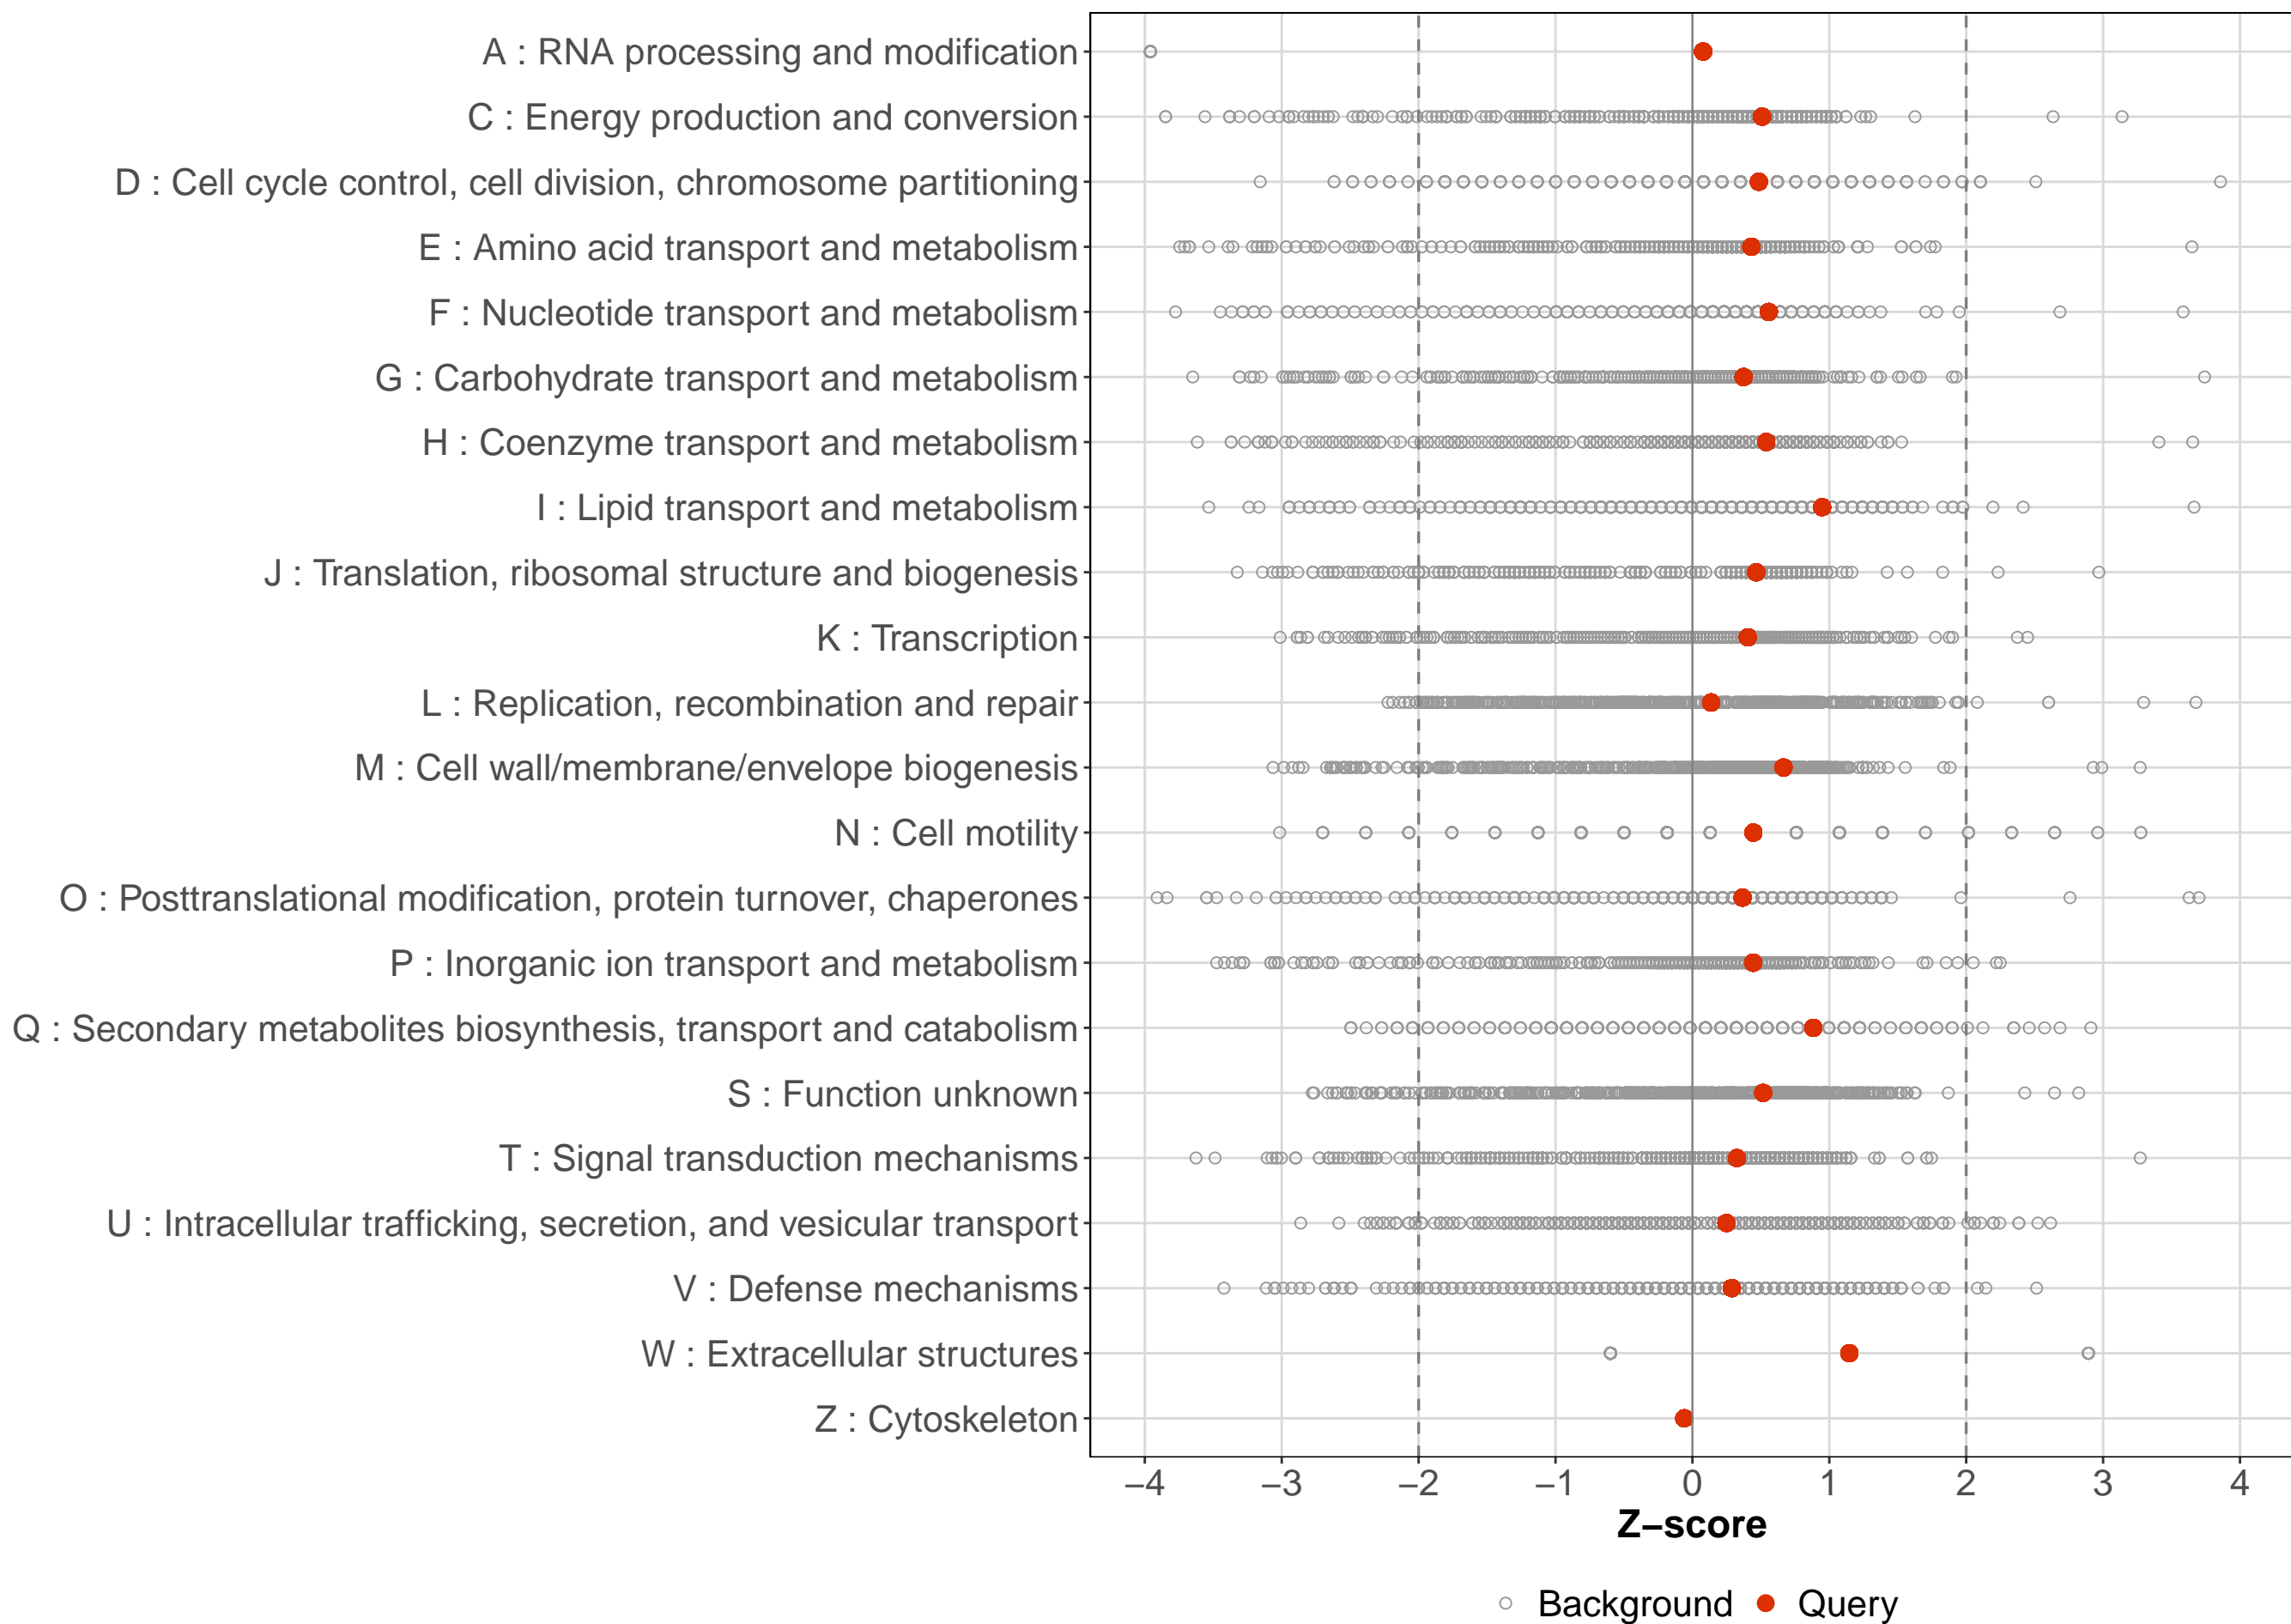 A : RNA processing and modification
C : Energy production and conversion
D : Cell cycle control, cell division, chromosome partitioning
E : Amino acid transport and metabolism
F : Nucleotide transport and metabolism
G : Carbohydrate transport and metabolism
H : Coenzyme transport and metabolism
I : Lipid transport and metabolism
J : Translation, ribosomal structure and biogenesis
K : Transcription
L : Replication, recombination and repair
M : Cell wall/membrane/envelope biogenesis
N : Cell motility
O : Posttranslational modification, protein turnover, chaperones
P : Inorganic ion transport and metabolism
Q : Secondary metabolites biosynthesis, transport and catabolism
S : Function unknown
T : Signal transduction mechanisms
U : Intracellular trafficking, secretion, and vesicular transport
V : Defense mechanisms
W : Extracellular structures
Z : Cytoskeleton
−4 −3 −2 −1 0 1 2 3 4
Z−score
Background Query